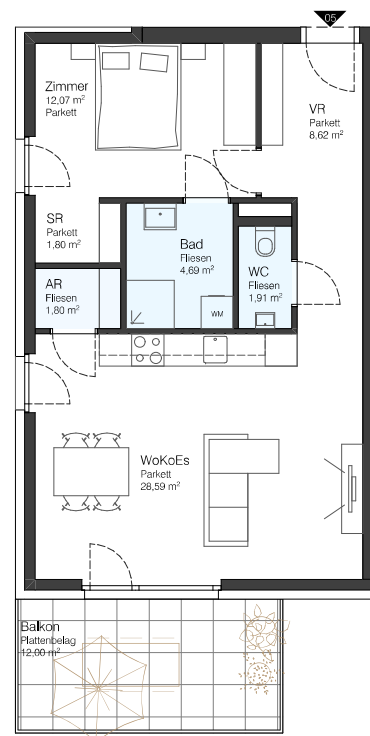 05
Zimmer
12,07 m²
Parkett
VR
Parkett
8,62 m²
SR
Parkett
1,80 m²
Bad
Fliesen
4,69 m²
WC
Fliesen
1,91 m²
AR
Fliesen
1,80 m²
WM
WoKoEs
Parkett
28,59 m²
Balkon
Plattenbelag
12,00 m²